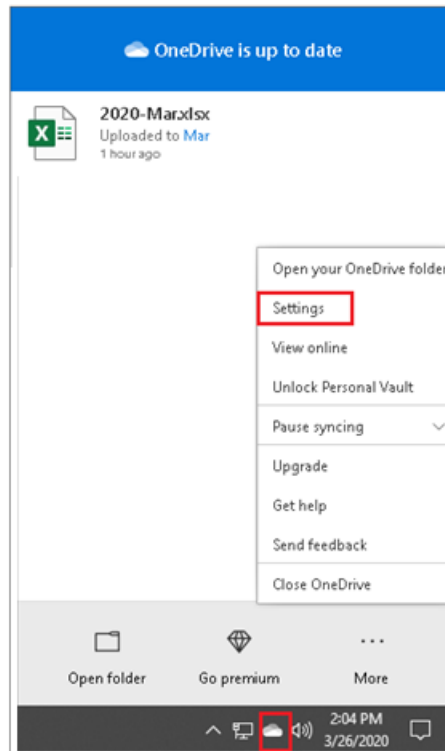 OneDrive is up to date
2020-Mar.xlsx
Uploaded to Mar
1 hour ago
Open your OneDrive folder
Settings
View online
Unlock Personal Vault
Pause syncing
Upgrade
Get help
Send feedback
Close OneDrive
Open folder
Go premium
More
2:04 PM
3/26/2020